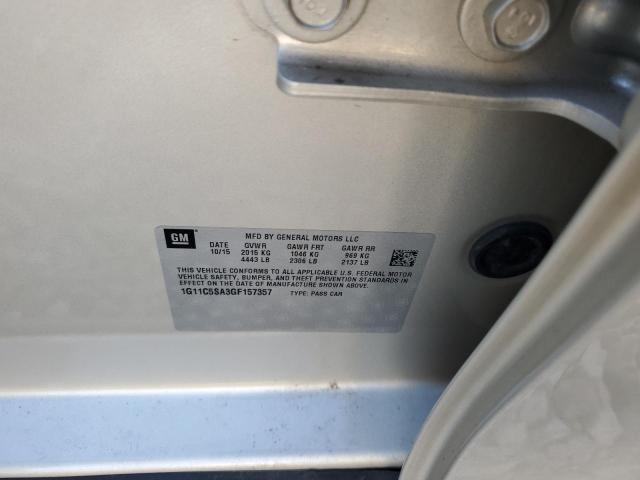 GM
MFD BY GENERAL MOTORS LLC
DATE GVWR GAWR FRT GAWR RR
10/15 2015 KG 1046 KG 969 KG
4443 LB 2306 LB 2137 LB
THIS VEHICLE CONFORMS TO ALL APPLICABLE U.S. FEDERAL MOTOR
VEHICLE SAFETY, BUMPER, AND THEFT PREVENTION STANDARDS IN
EFFECT ON THE DATE OF MANUFACTURE SHOWN ABOVE.
1G11C5SA3GF157357 TYPE: PASS CAR